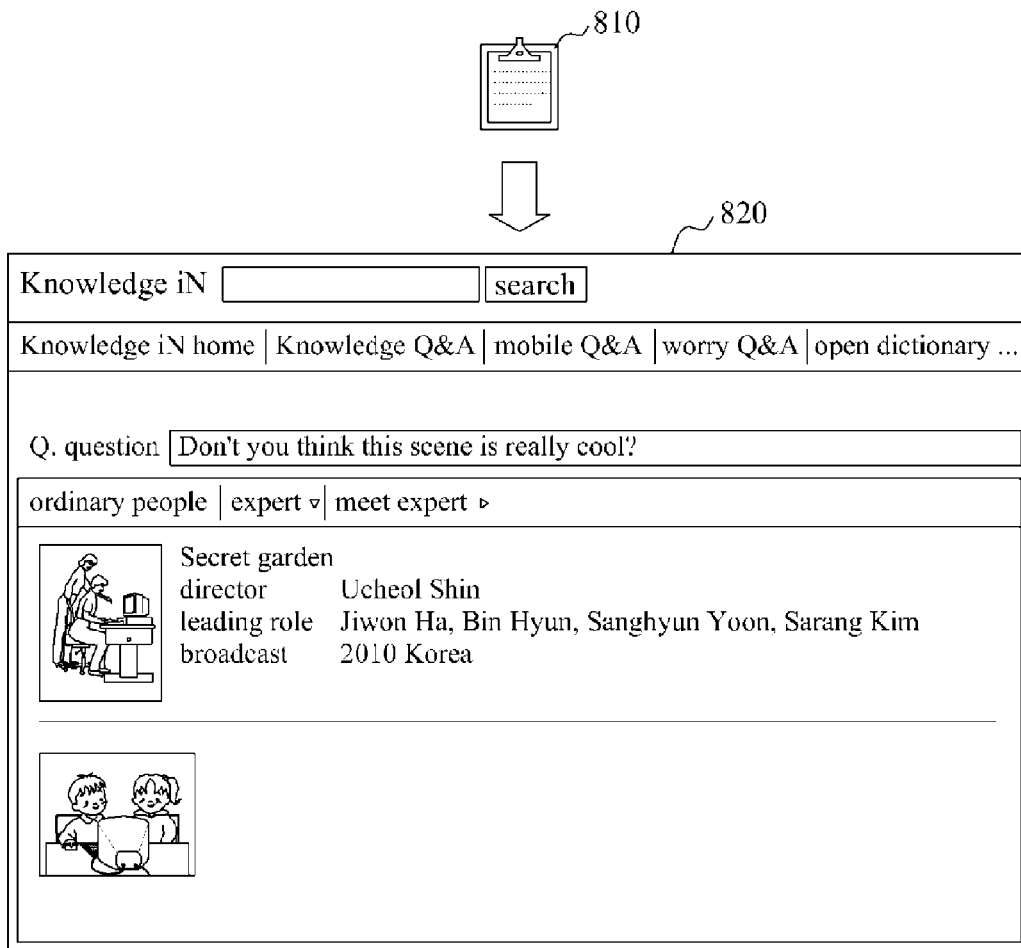 810
820
Knowledge iN search
Knowledge iN home Knowledge Q&A mobile Q&A worry Q&A open dictionary ...
Q. question Don't you think this scene is really cool?
ordinary people expert ▿ meet expert ▹
Secret garden
director Ucheol Shin
leading role Jiwon Ha, Bin Hyun, Sanghyun Yoon, Sarang Kim
broadcast 2010 Korea